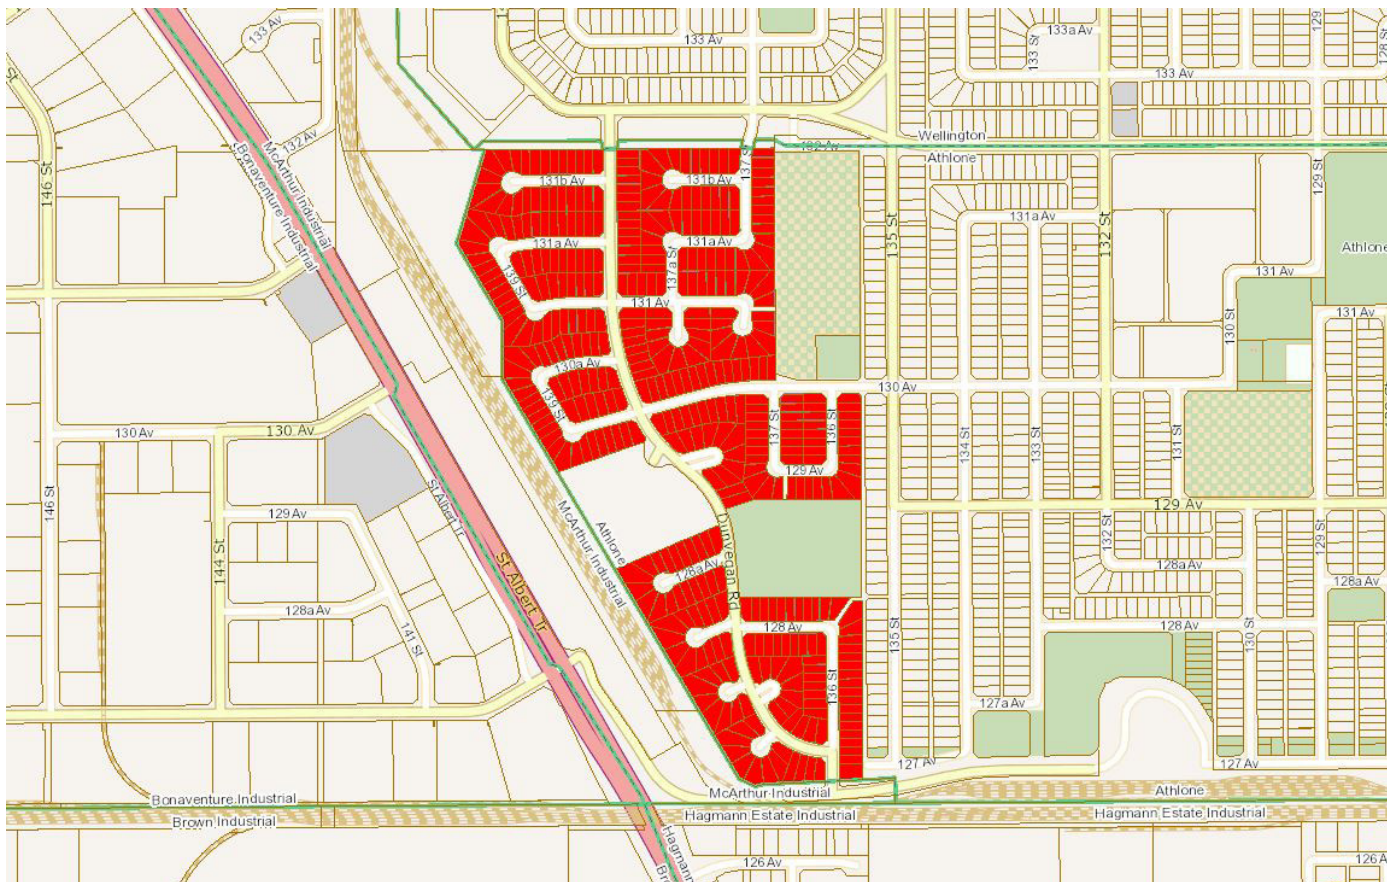 133 Av
133 Av
133 St
133a Av
129 St
128 St
133 Av
132 Av
146 St
McArthur Industrial
Bonaventure Industrial
Wellington
Athlone
132 Av
137 St
131b Av
131b Av
129 St
131a Av
131a Av
131a Av
135 St
132 St
Athlone
139 St
137a St
131 Av
131 Av
131 Av
130 St
130a Av
139 St
130 Av
137 St
136 St
130 Av
130 Av
134 St
133 St
131 St
St Albert Tr
129 Av
146 St
144 St
129 Av
129 Av
Athlone
McArthur Industrial
Dunvegan Rd
132 St
129 St
St Albert Tr
128a Av
128a Av
128a Av
128a Av
141 St
128 Av
135 St
128 Av
130 St
136 St
127a Av
127 Av
127 Av
Bonaventure Industrial
McArthur Industrial
Athlone
Brown Industrial
Hagmann Estate Industrial
Hagmann Estate Industrial
Hagmann
126 Av
126 A